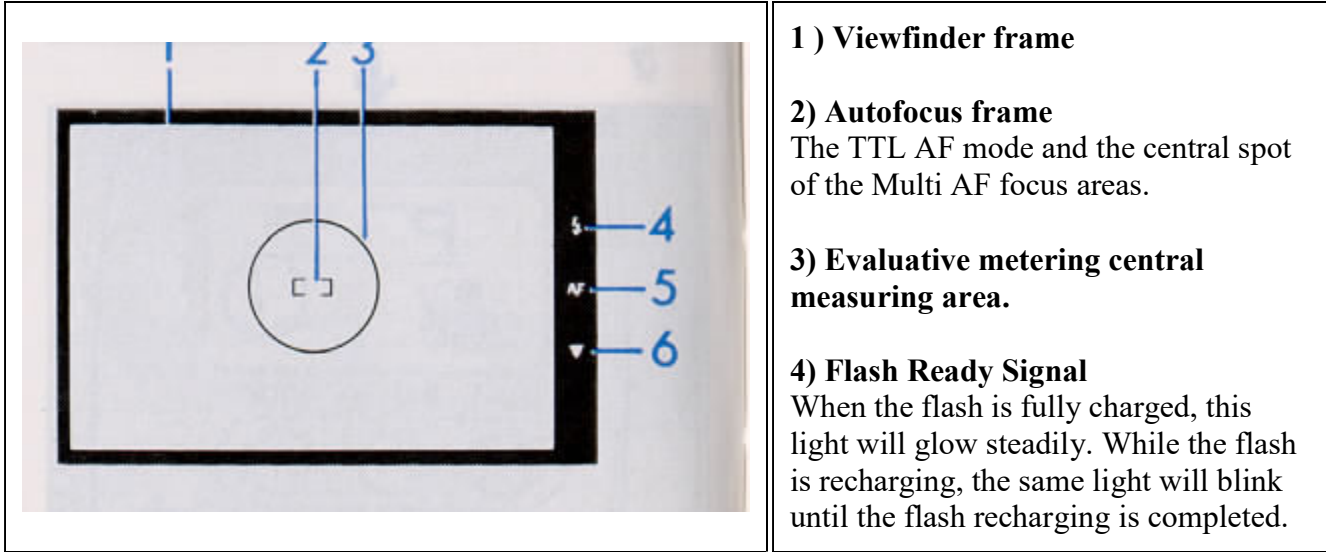 1
2 3
4
AF
5
6
1 ) Viewfinder frame
2) Autofocus frame
The TTL AF mode and the central spot
of the Multi AF focus areas.
3) Evaluative metering central
measuring area.
4) Flash Ready Signal
When the flash is fully charged, this
light will glow steadily. While the flash
is recharging, the same light will blink
until the flash recharging is completed.